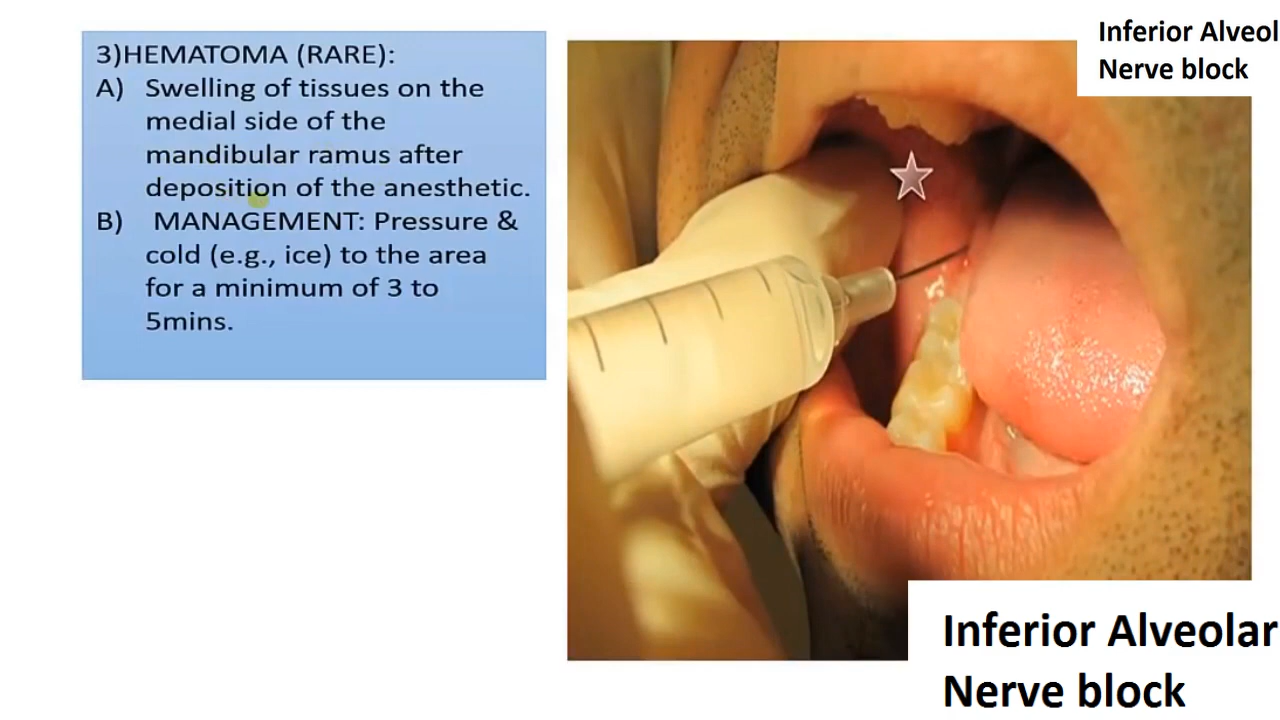 3)HEMATOMA (RARE):
A) Swelling of tissues on the
medial side of the
mandibular ramus after
deposition of the anesthetic.
B) MANAGEMENT: Pressure &
cold (e.g., ice) to the area
for a minimum of 3 to
5mins.
Inferior Alveol
Nerve block
Inferior Alveolar
Nerve block